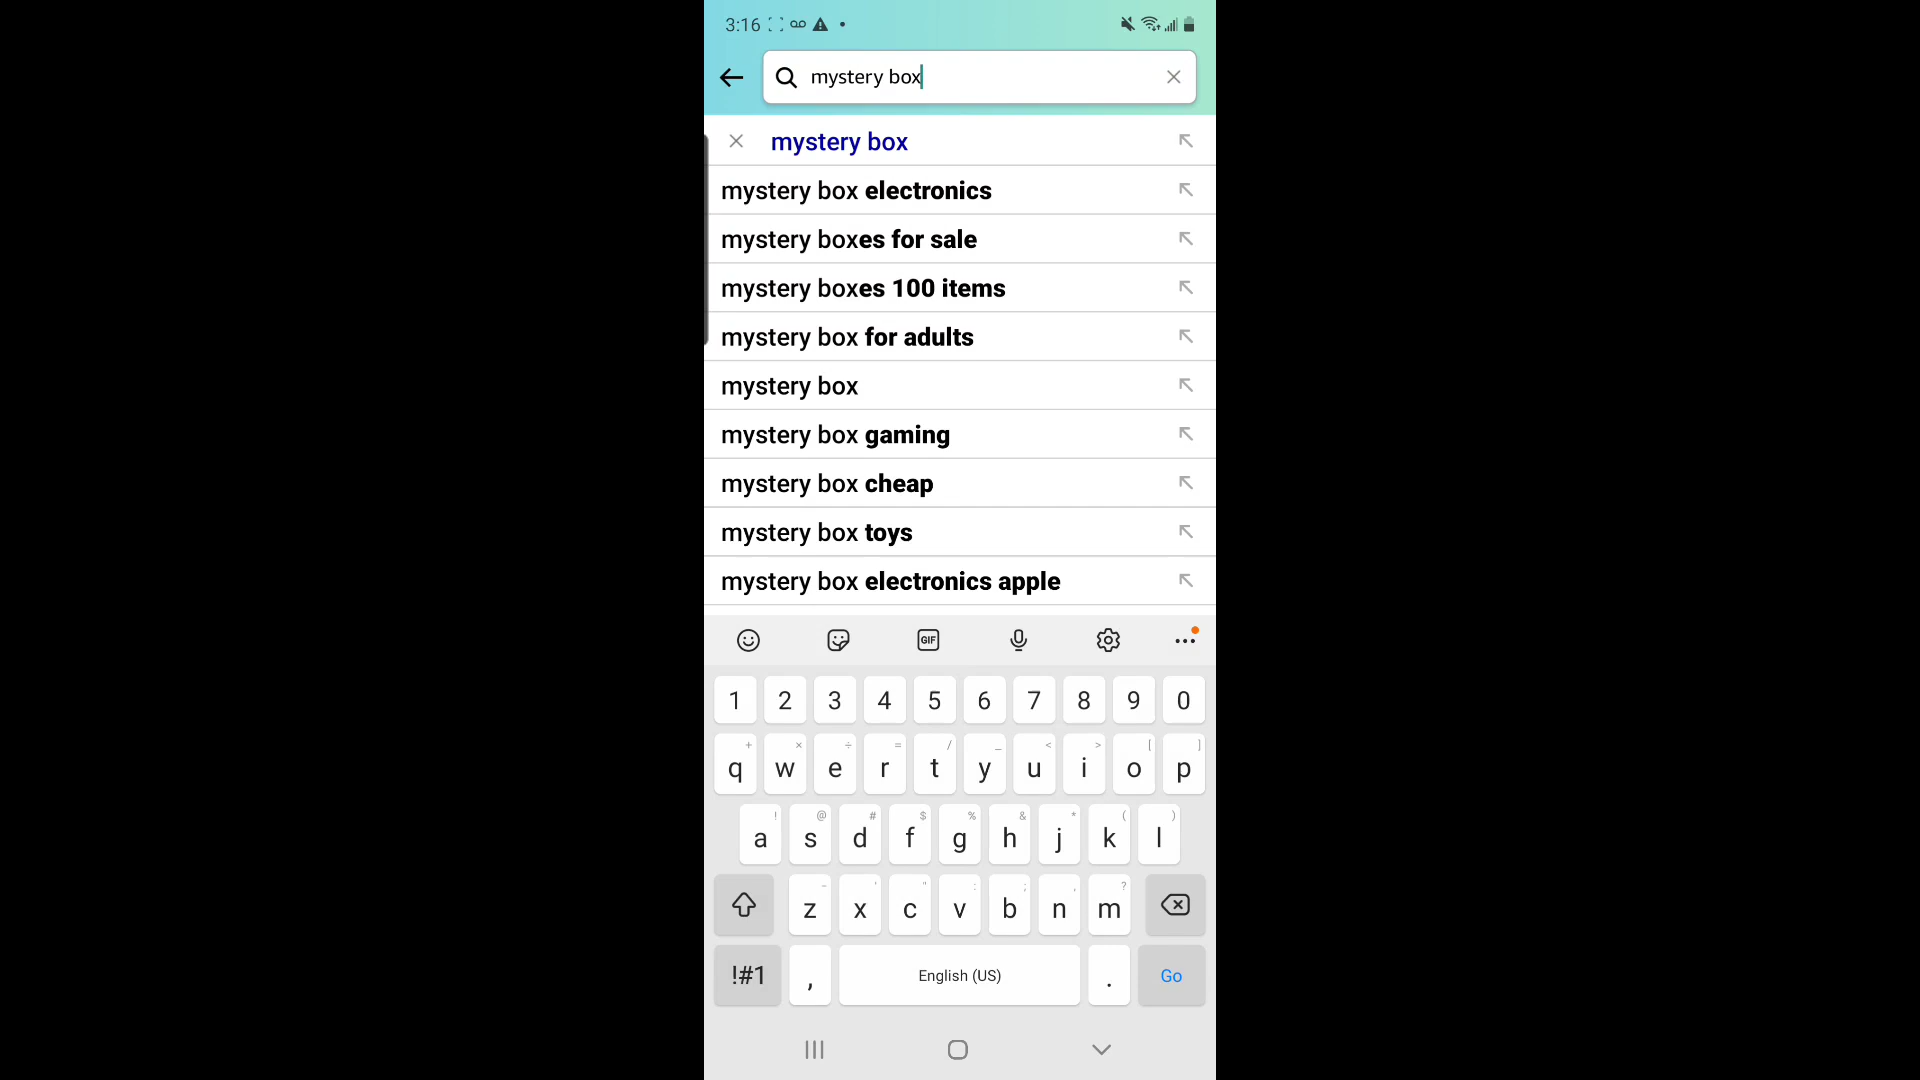 3:16
mystery box
mystery box
mystery box electronics
mystery boxes for sale
mystery boxes 100 items
mystery box for adults
mystery box
mystery box gaming
mystery box cheap
mystery box toys
mystery box electronics apple
GIF
1 2 3 4 5 6 7 8 9 0
+ × ÷ = / _ < > [ ]
q w e r t y u i o p
! @ # $ % & * ( )
a s d f g h j k l
- ' " : ; , ?
z x c v b n m
!#1 , English (US) . Go